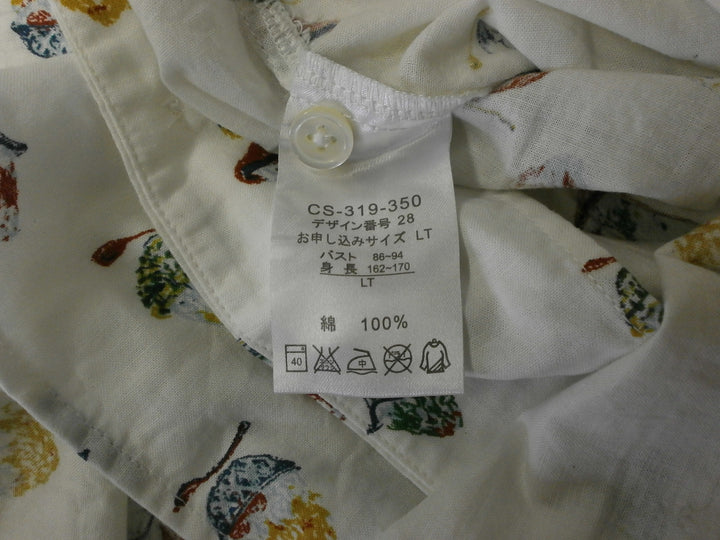 CS-319-350
デザイン番号 28
お申し込みサイズ LT
バスト 86~94
身長 162~170
LT
綿 100%
40 中